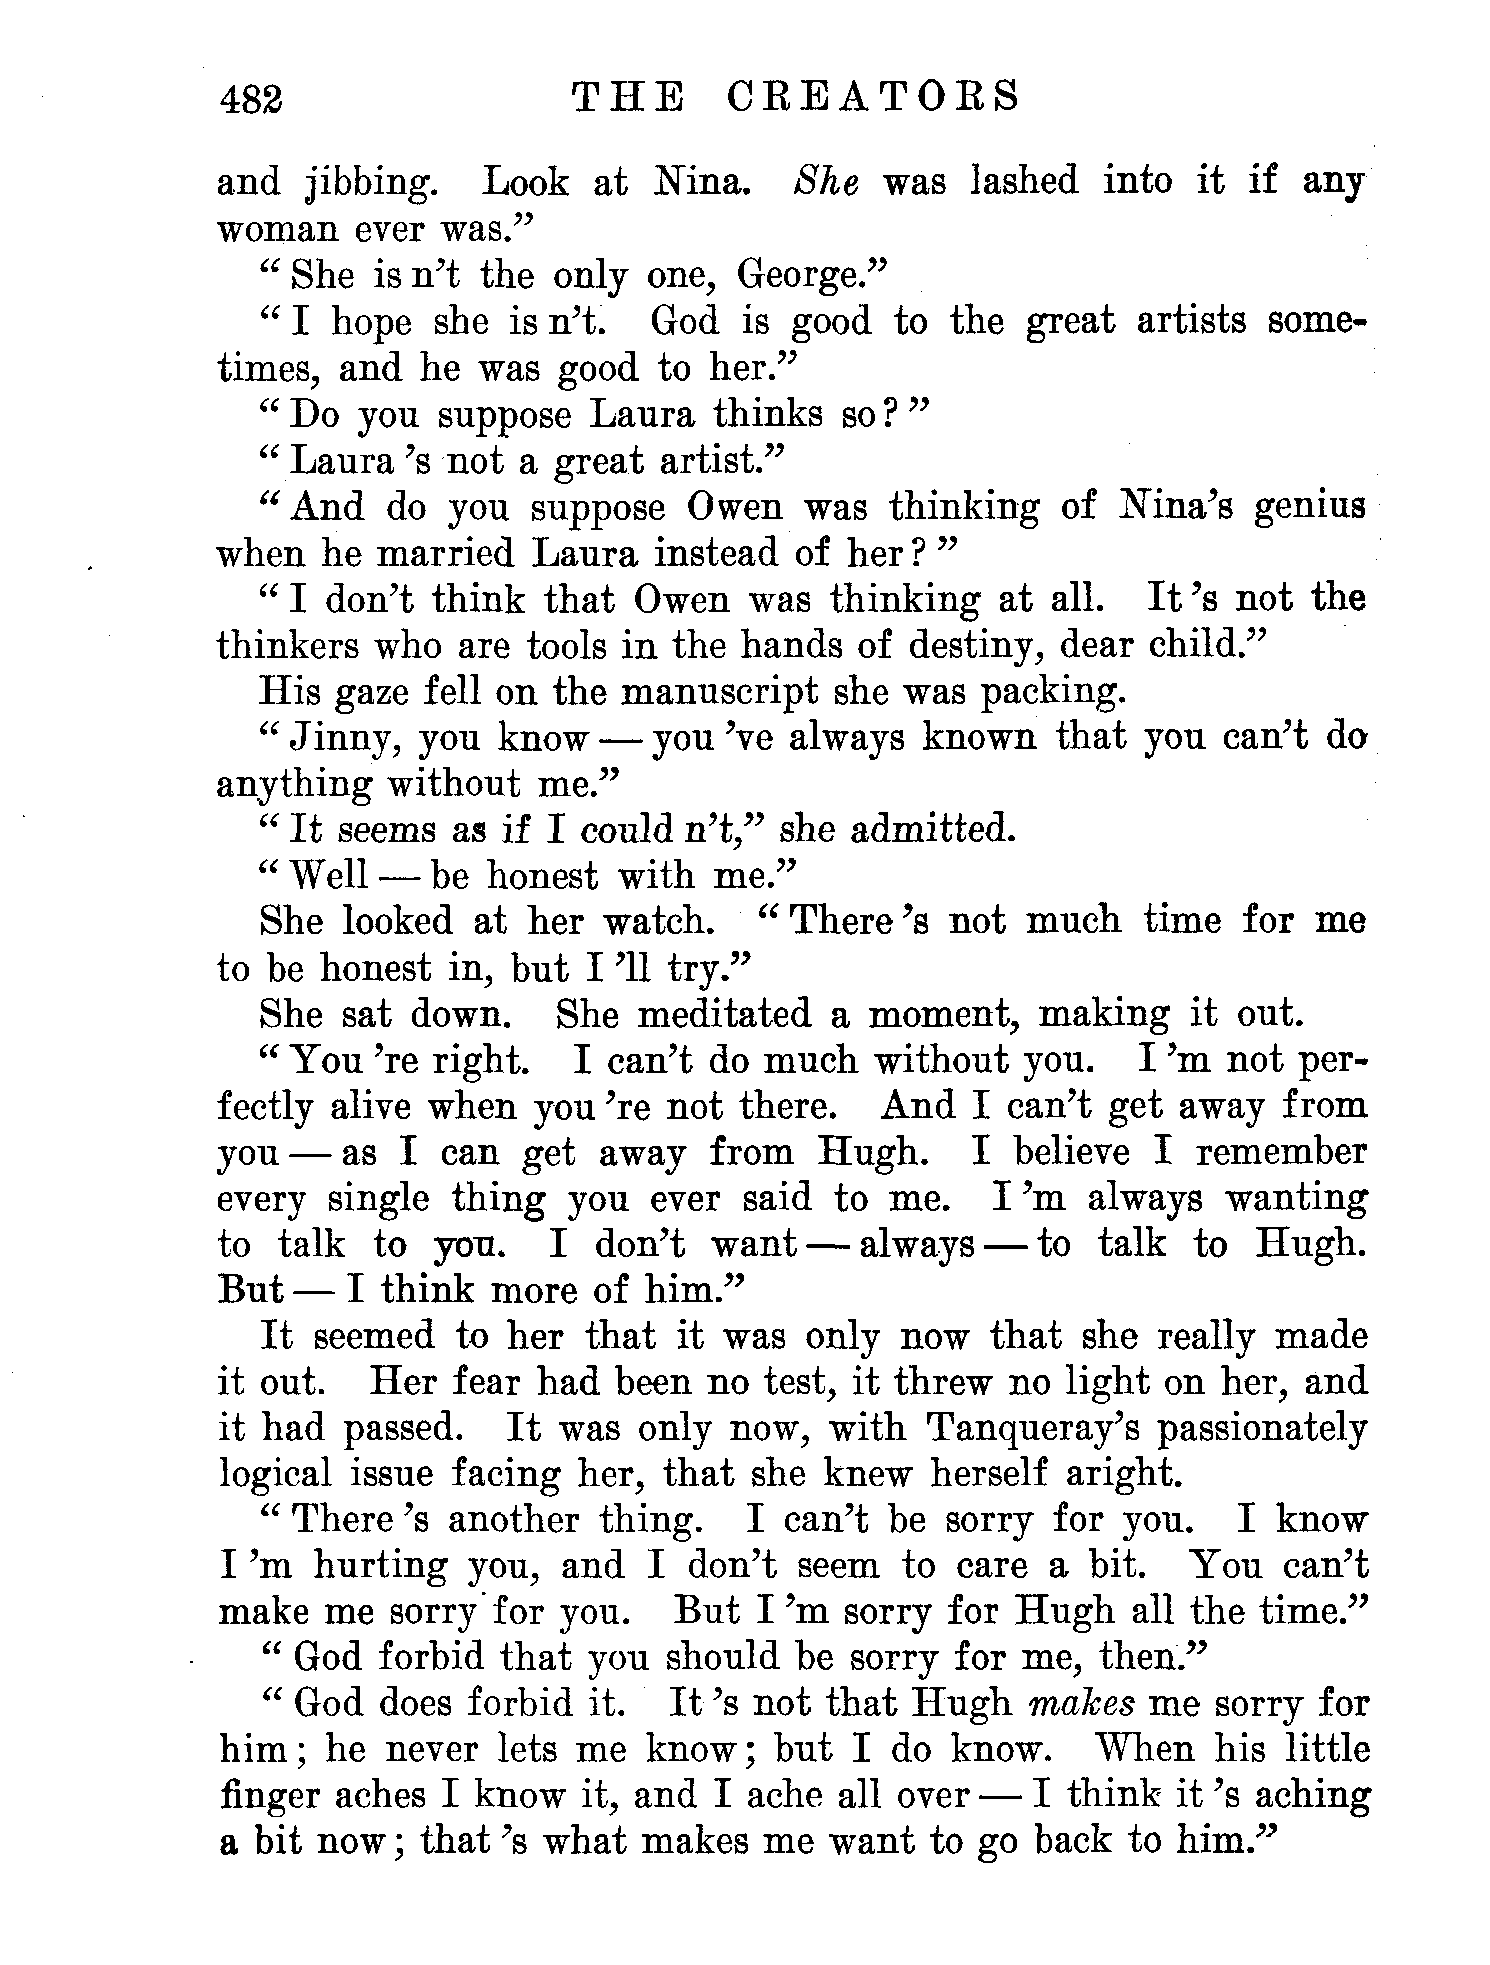 482 THE CREATORS
and jibbing. Look at Nina. She was lashed into it if any
woman ever was.”
“ She is n’t the only one, George.”
“ I hope she is n’t. God is good to the great artists some-
times, and he was good to her.”
“ Do you suppose Laura thinks so? ”
“ Laura ’s not a great artist.”
“ And do you suppose Owen was thinking of Nina’s genius
when he married Laura instead of her? ”
“ I don’t think that Owen was thinking at all. It ’s not the
thinkers who are tools in the hands of destiny, dear child.”
His gaze fell on the manuscript she was packing.
“ Jinny, you know — you ’ve always known that you can’t do
anything without me.”
“ It seems as if I could n’t,” she admitted.
“ Well — be honest with me.”
She looked at her watch. “ There ’s not much time for me
to be honest in, but I ’ll try.”
She sat down. She meditated a moment, making it out.
“ You ’re right. I can’t do much without you. I ’m not per-
fectly alive when you ’re not there. And I can’t get away from
you — as I can get away from Hugh. I believe I remember
every single thing you ever said to me. I ’m always wanting
to talk to you. I don’t want — always — to talk to Hugh.
But — I think more of him.”
It seemed to her that it was only now that she really made
it out. Her fear had been no test, it threw no light on her, and
it had passed. It was only now, with Tanqueray’s passionately
logical issue facing her, that she knew herself aright.
“ There ’s another thing. I can’t be sorry for you. I know
I ’m hurting you, and I don’t seem to care a bit. You can’t
make me sorry for you. But I ’m sorry for Hugh all the time.”
“ God forbid that you should be sorry for me, then.”
“ God does forbid it. It ’s not that Hugh makes me sorry for
him; he never lets me know; but I do know. When his little
finger aches I know it, and I ache all over — I think it ’s aching
a bit now; that ’s what makes me want to go back to him.”